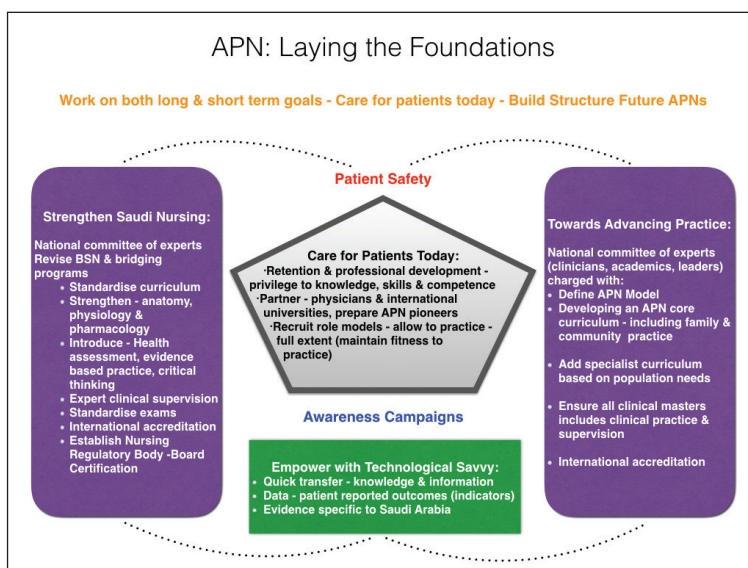 APN: Laying the Foundations
Work on both long & short term goals - Care for patients today - Build Structure Future APNs
Patient Safety
Strengthen Saudi Nursing:
National committee of experts
Revise BSN & bridging
programs
• Standardise curriculum
• Strengthen - anatomy,
physiology &
pharmacology
• Introduce - Health
assessment, evidence
based practice, critical
thinking
• Expert clinical supervision
• Standardise exams
• International accreditation
• Establish Nursing
Regulatory Body -Board
Certification
Care for Patients Today:
·Retention & professional development -
privilege to knowledge, skills & competence
·Partner - physicians & international
universities, prepare APN pioneers
·Recruit role models - allow to practice -
full extent (maintain fitness to
practice)
Awareness Campaigns
Empower with Technological Savvy:
• Quick transfer - knowledge & information
• Data - patient reported outcomes (indicators)
• Evidence specific to Saudi Arabia
Towards Advancing Practice:
National committee of experts
(clinicians, academics, leaders)
charged with:
• Define APN Model
• Developing an APN core
curriculum - including family &
community practice
• Add specialist curriculum
based on population needs
• Ensure all clinical masters
includes clinical practice &
supervision
• International accreditation